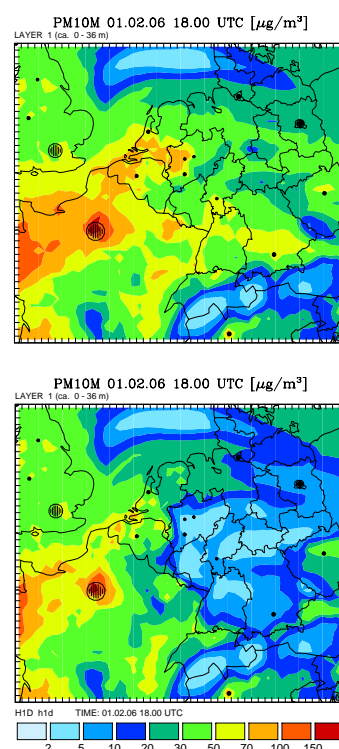 PM10M 01.02.06 18.00 UTC [μg/m³]
LAYER 1 (ca. 0 - 36 m)
PM10M 01.02.06 18.00 UTC [μg/m³]
LAYER 1 (ca. 0 - 36 m)
H1D h1d TIME: 01.02.06 18.00 UTC
2 5 10 20 30 50 70 100 150